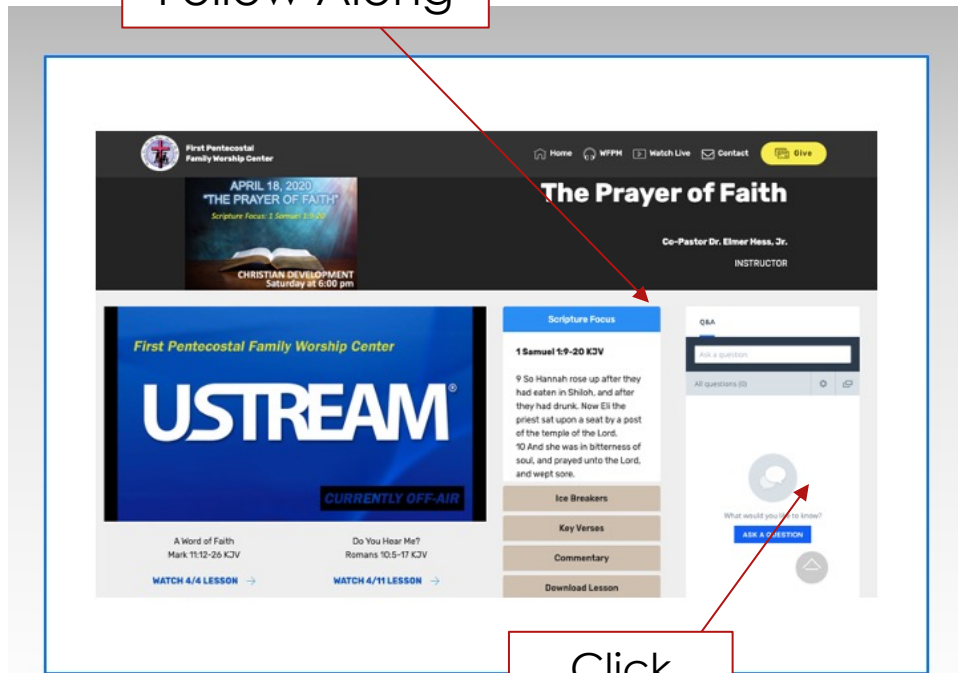 Follow Along
First Pentecostal
Family Worship Center
Home
WFPM
Watch Live
Contact
Give
APRIL 18, 2020
"THE PRAYER OF FAITH"
Scripture Focus: 1 Samuel 1:9-20
CHRISTIAN DEVELOPMENT
Saturday at 6:00 pm
The Prayer of Faith
Co-Pastor Dr. Elmer Hess, Jr.
INSTRUCTOR
First Pentecostal Family Worship Center
USTREAM®
CURRENTLY OFF-AIR
A Word of Faith
Mark 11:12-26 KJV
WATCH 4/4 LESSON →
Do You Hear Me?
Romans 10:5-17 KJV
WATCH 4/11 LESSON →
Scripture Focus
1 Samuel 1:9-20 KJV
9 So Hannah rose up after they
had eaten in Shiloh, and after
they had drunk. Now Eli the
priest sat upon a seat by a post
of the temple of the Lord.
10 And she was in bitterness of
soul, and prayed unto the Lord,
and wept sore.
Ice Breakers
Key Verses
Commentary
Download Lesson
Q&A
Ask a question
All questions (0)
What would you like to know?
ASK A QUESTION
Click